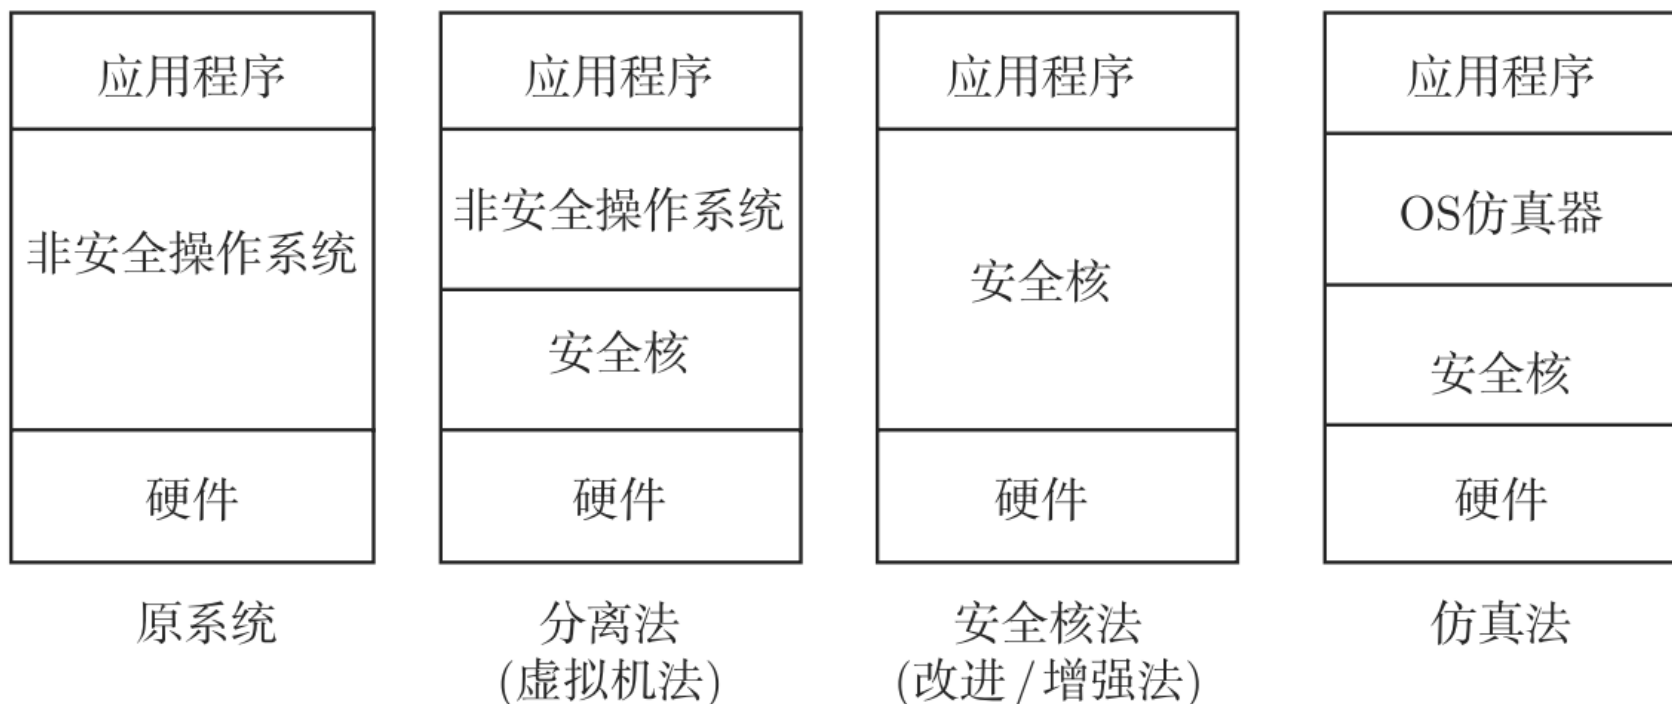 应用程序
非安全操作系统
硬件
原系统
应用程序
非安全操作系统
安全核
硬件
分离法
(虚拟机法)
应用程序
安全核
硬件
安全核法
(改进/增强法)
应用程序
OS仿真器
安全核
硬件
仿真法